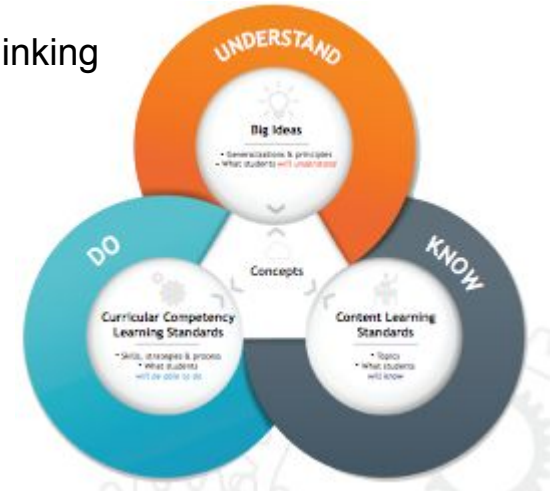 inking
UNDERSTAND
Big Ideas
• Generalizations & principles
• What students will understand
DO
KNOW
Concepts
Curricular Competency
Learning Standards
• Skills, strategies & process
• What students
will be able to do
Content Learning
Standards
• Topics
• What students
will know